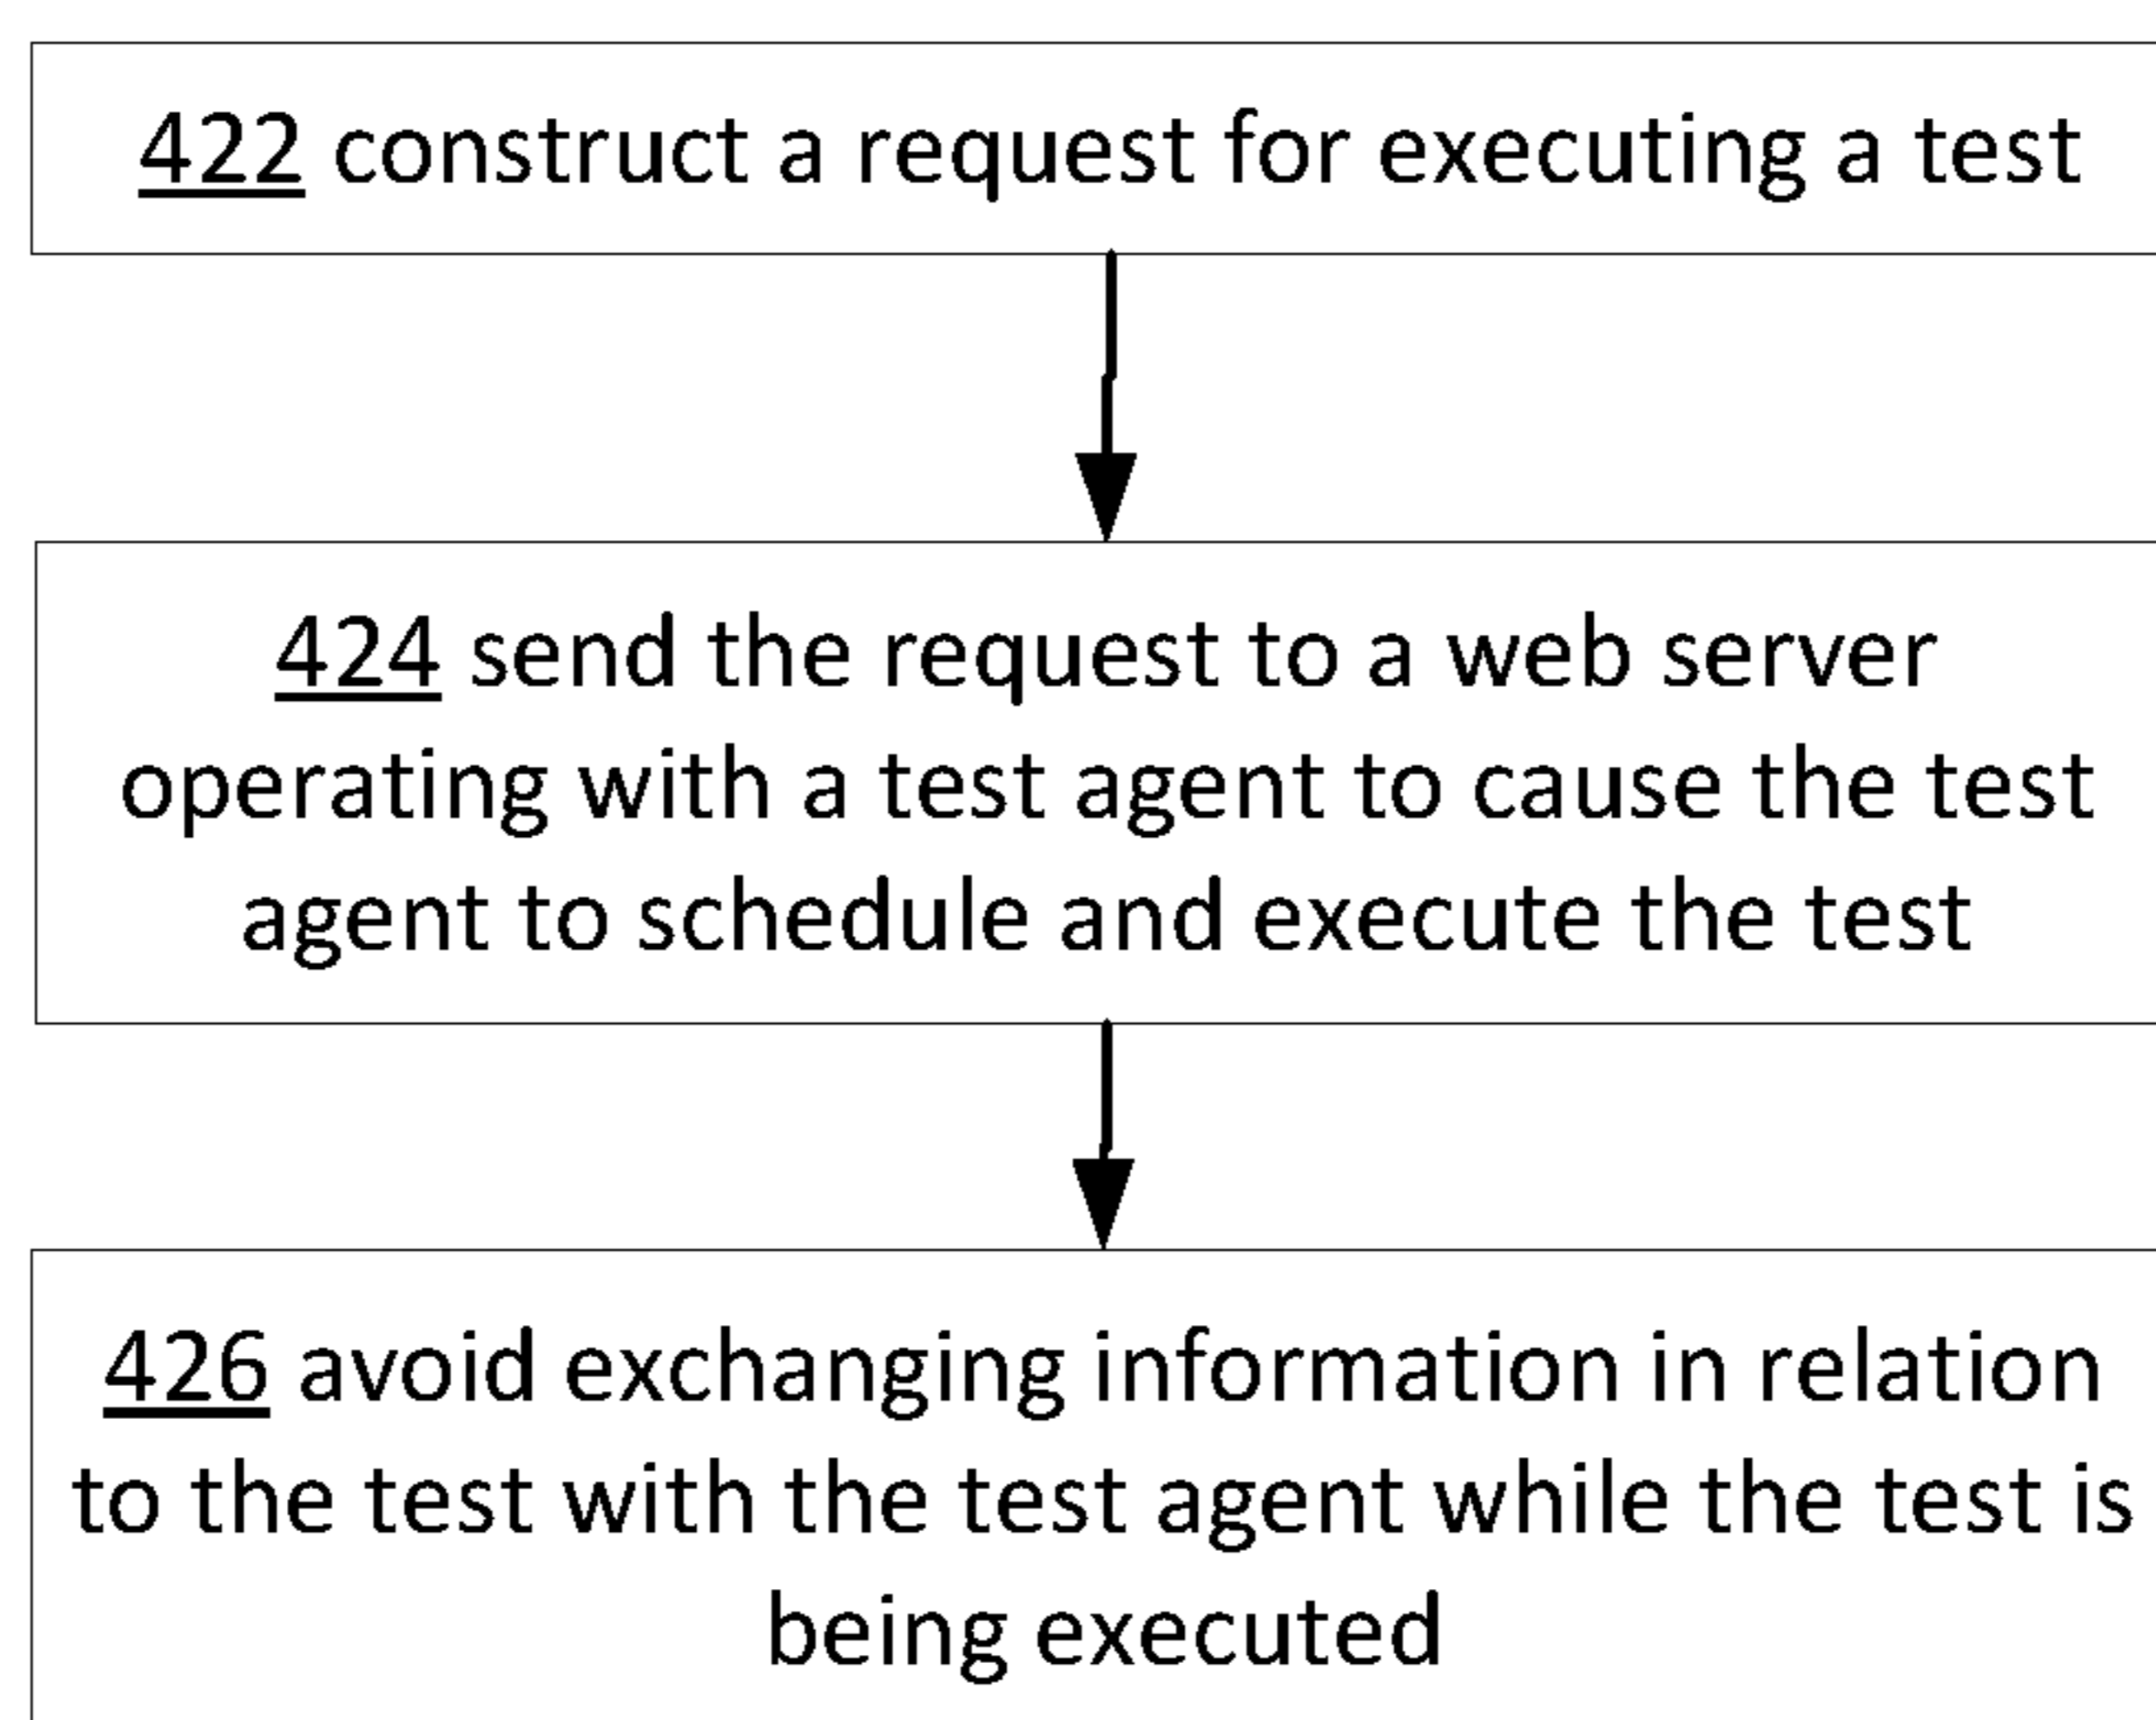 422 construct a request for executing a test
424 send the request to a web server
operating with a test agent to cause the test
agent to schedule and execute the test
426 avoid exchanging information in relation
to the test with the test agent while the test is
being executed